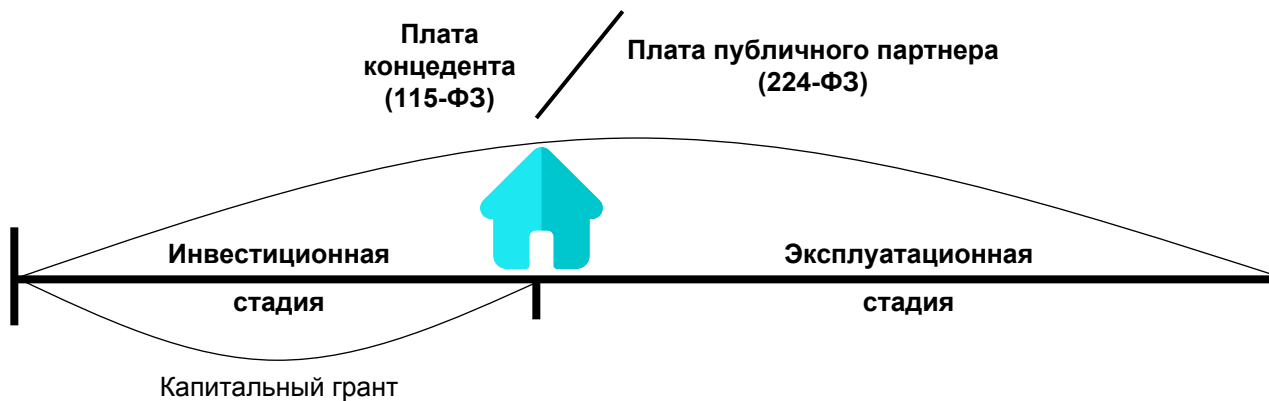 Плата
концедента
(115-ФЗ)
Плата публичного партнера
(224-ФЗ)
Инвестиционная
стадия
Эксплуатационная
стадия
Капитальный грант